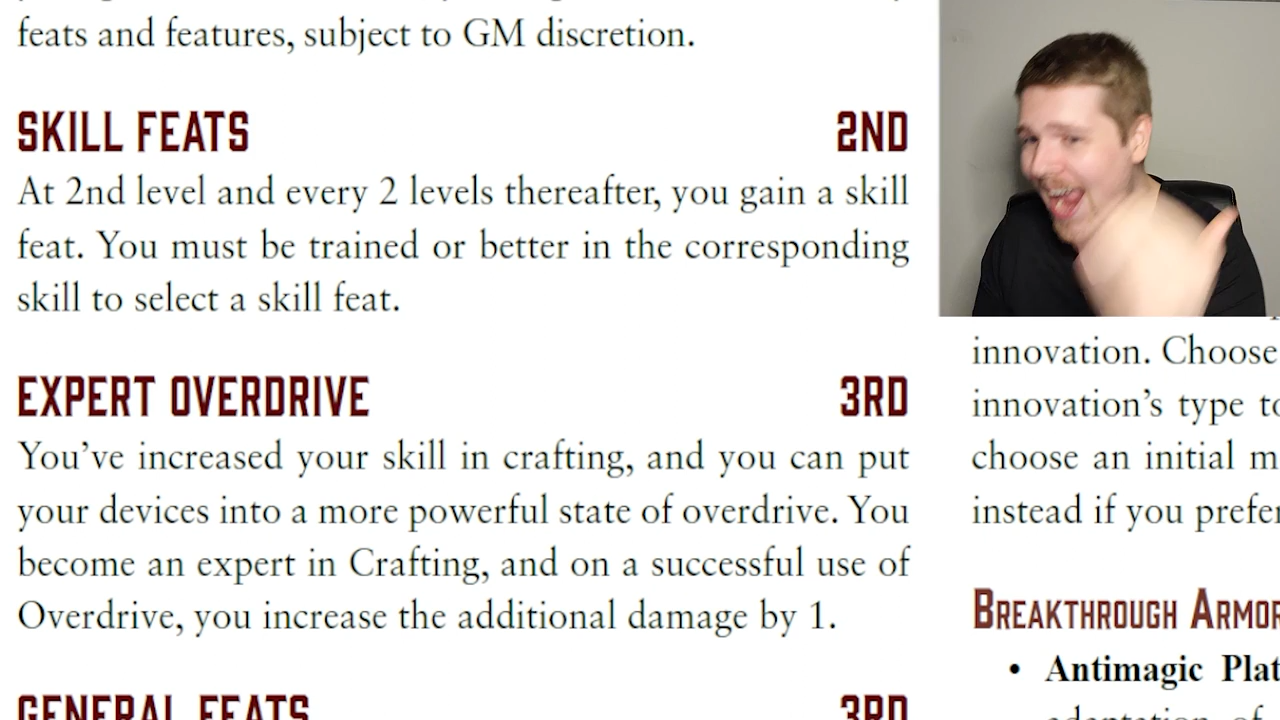 feats and features, subject to GM discretion.
SKILL FEATS 2ND
At 2nd level and every 2 levels thereafter, you gain a skill
feat. You must be trained or better in the corresponding
skill to select a skill feat.
EXPERT OVERDRIVE 3RD
You’ve increased your skill in crafting, and you can put
your devices into a more powerful state of overdrive. You
become an expert in Crafting, and on a successful use of
Overdrive, you increase the additional damage by 1.
GENERAL FEATS 3RD
innovation. Choose
innovation’s type to
choose an initial m
instead if you prefer
BREAKTHROUGH ARMOR
• Antimagic Plat
adaptation of